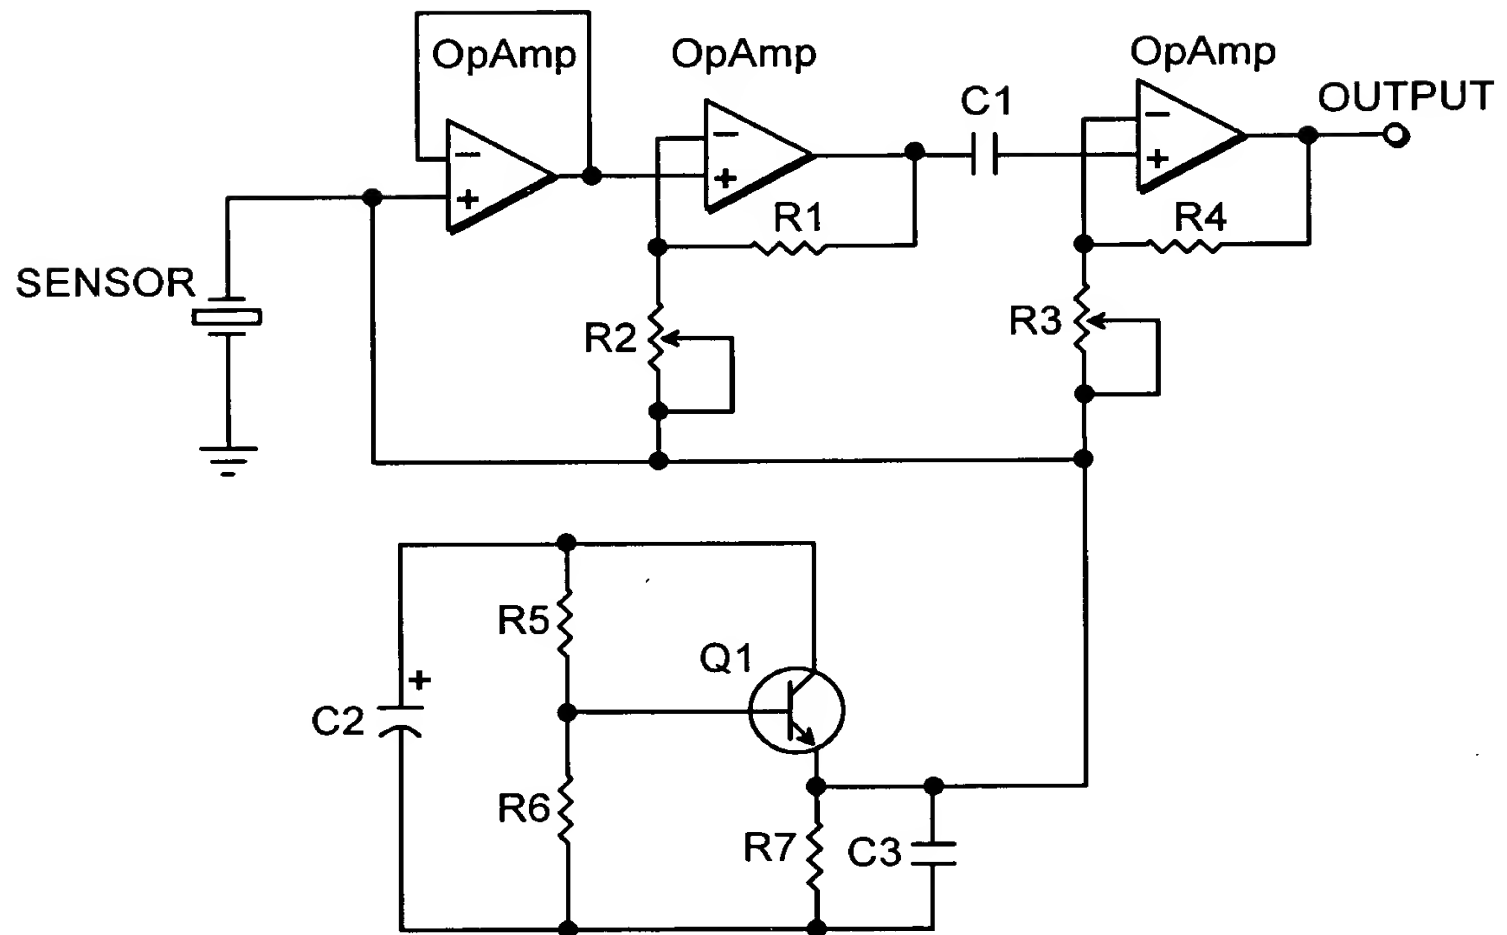 OpAmp
OpAmp
OpAmp
C1
OUTPUT
−
+
−
+
−
+
R1
R4
SENSOR
R2
R3
R5
Q1
+
C2
R6
R7
C3